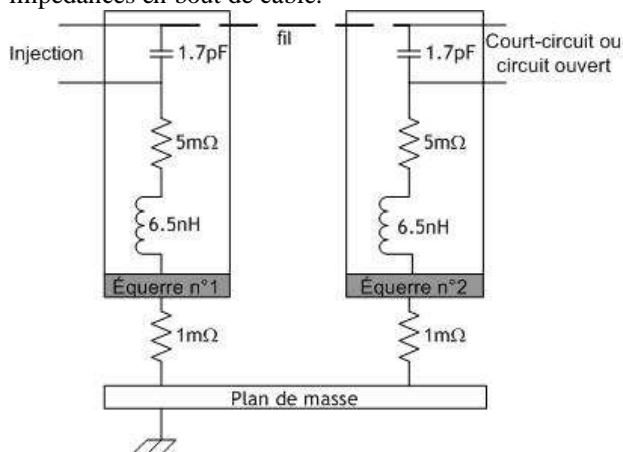 impédances en bout de câble.
Injection
fil
Court-circuit ou
circuit ouvert
1.7pF
1.7pF
5mΩ
5mΩ
6.5nH
6.5nH
Équerre n°1
Équerre n°2
1mΩ
1mΩ
Plan de masse